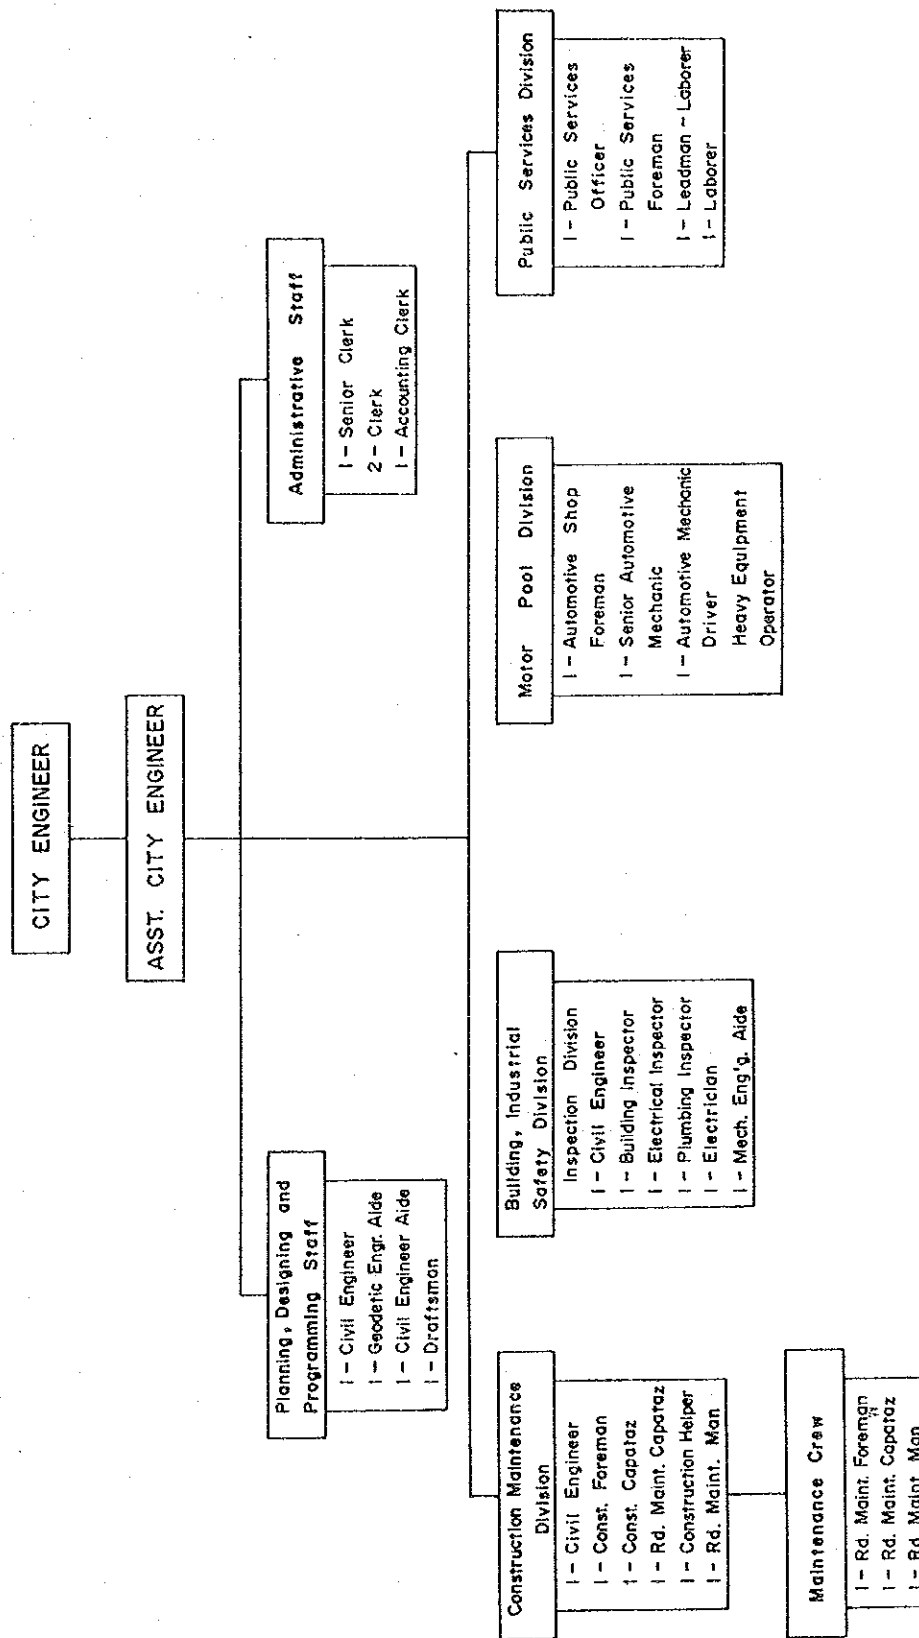 CITY ENGINEER
ASST. CITY ENGINEER
Planning, Designing and
Programming Staff
1 - Civil Engineer
1 - Geodetic Engr. Aide
1 - Civil Engineer Aide
1 - Draftsman
Administrative Staff
1 - Senior Clerk
2 - Clerk
1 - Accounting Clerk
Construction Maintenance
Division
1 - Civil Engineer
1 - Const. Foreman
1 - Const. Capataz
1 - Rd. Maint. Capataz
1 - Construction Helper
1 - Rd. Maint. Man
Building, Industrial
Safety Division
Inspection Division
1 - Civil Engineer
1 - Building Inspector
1 - Electrical Inspector
1 - Plumbing Inspector
1 - Electrician
1 - Mech. Eng'g. Aide
Motor Pool Division
1 - Automotive Shop
Foreman
1 - Senior Automotive
Mechanic
1 - Automotive Mechanic
Driver
Heavy Equipment
Operator
Public Services Division
1 - Public Services
Officer
1 - Public Services
Foreman
1 - Leadman - Laborer
1 - Laborer
Maintenance Crew
1 - Rd. Maint. Foreman
1 - Rd. Maint. Capataz
1 - Rd. Maint. Man